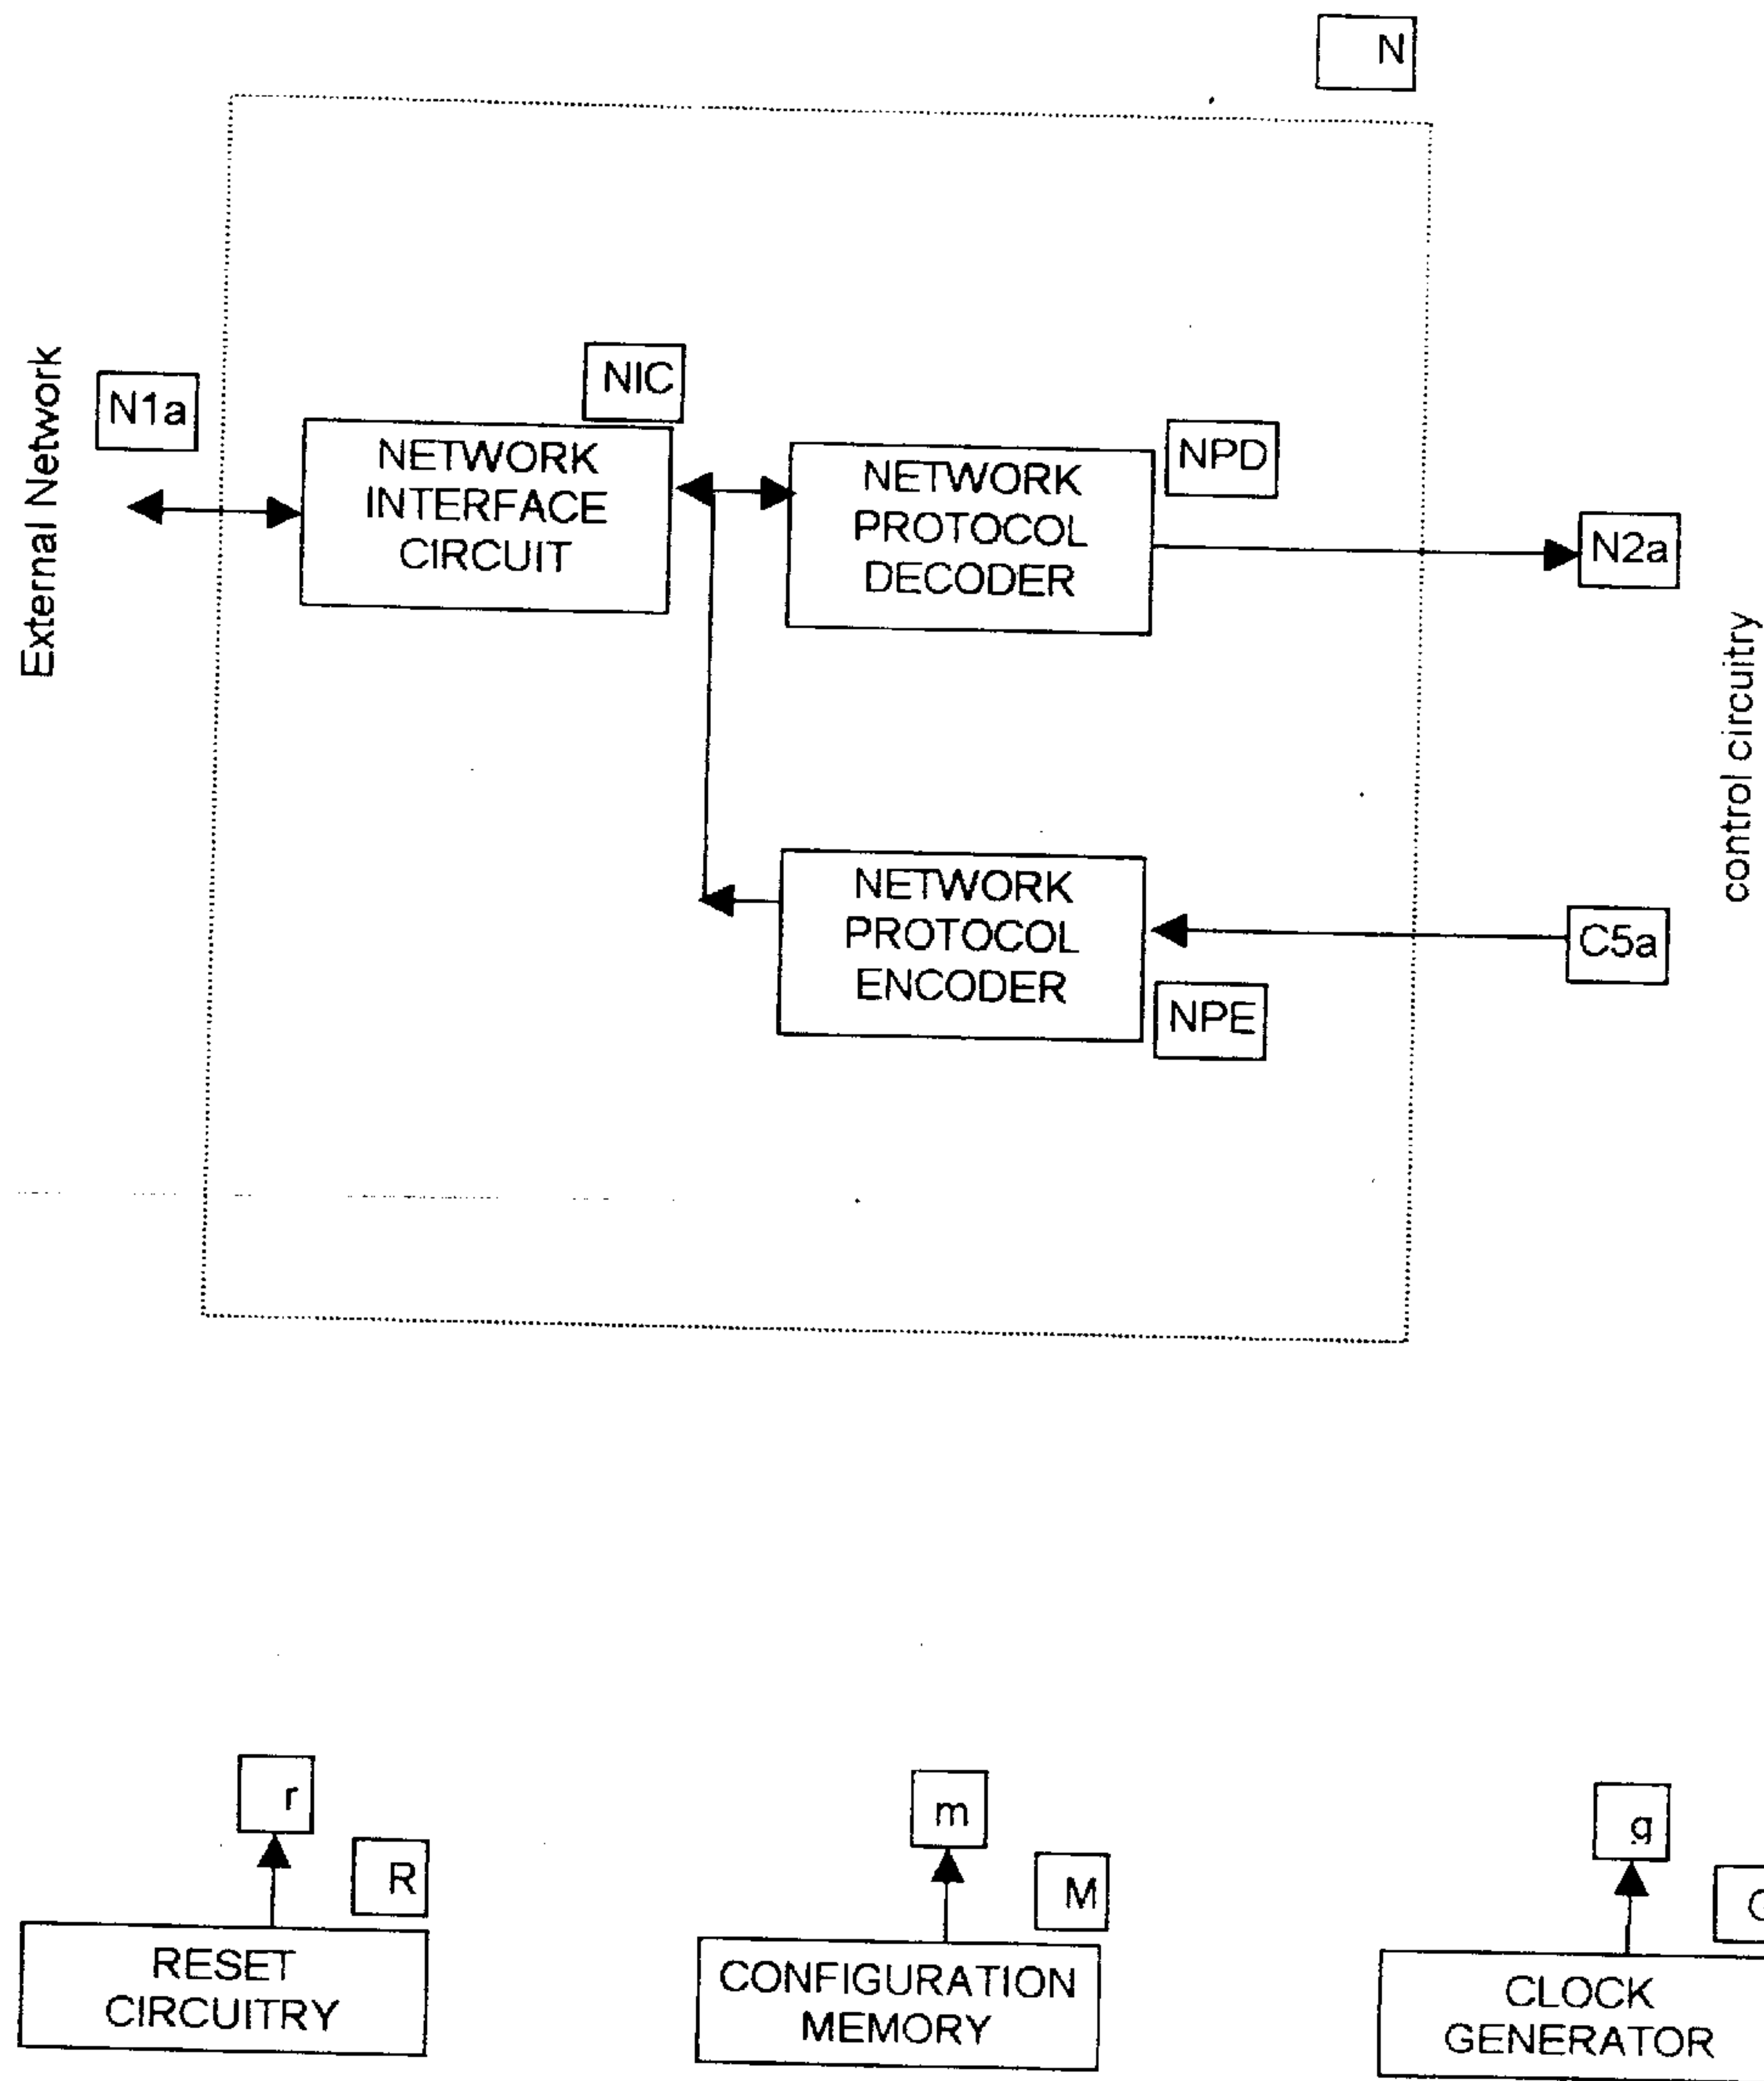 N
External Network
N1a
NIC
NETWORK
INTERFACE
CIRCUIT
NPD
NETWORK
PROTOCOL
DECODER
N2a
control circuitry
NETWORK
PROTOCOL
ENCODER
NPE
C5a
r
R
RESET
CIRCUITRY
m
M
CONFIGURATION
MEMORY
g
CLOCK
GENERATOR